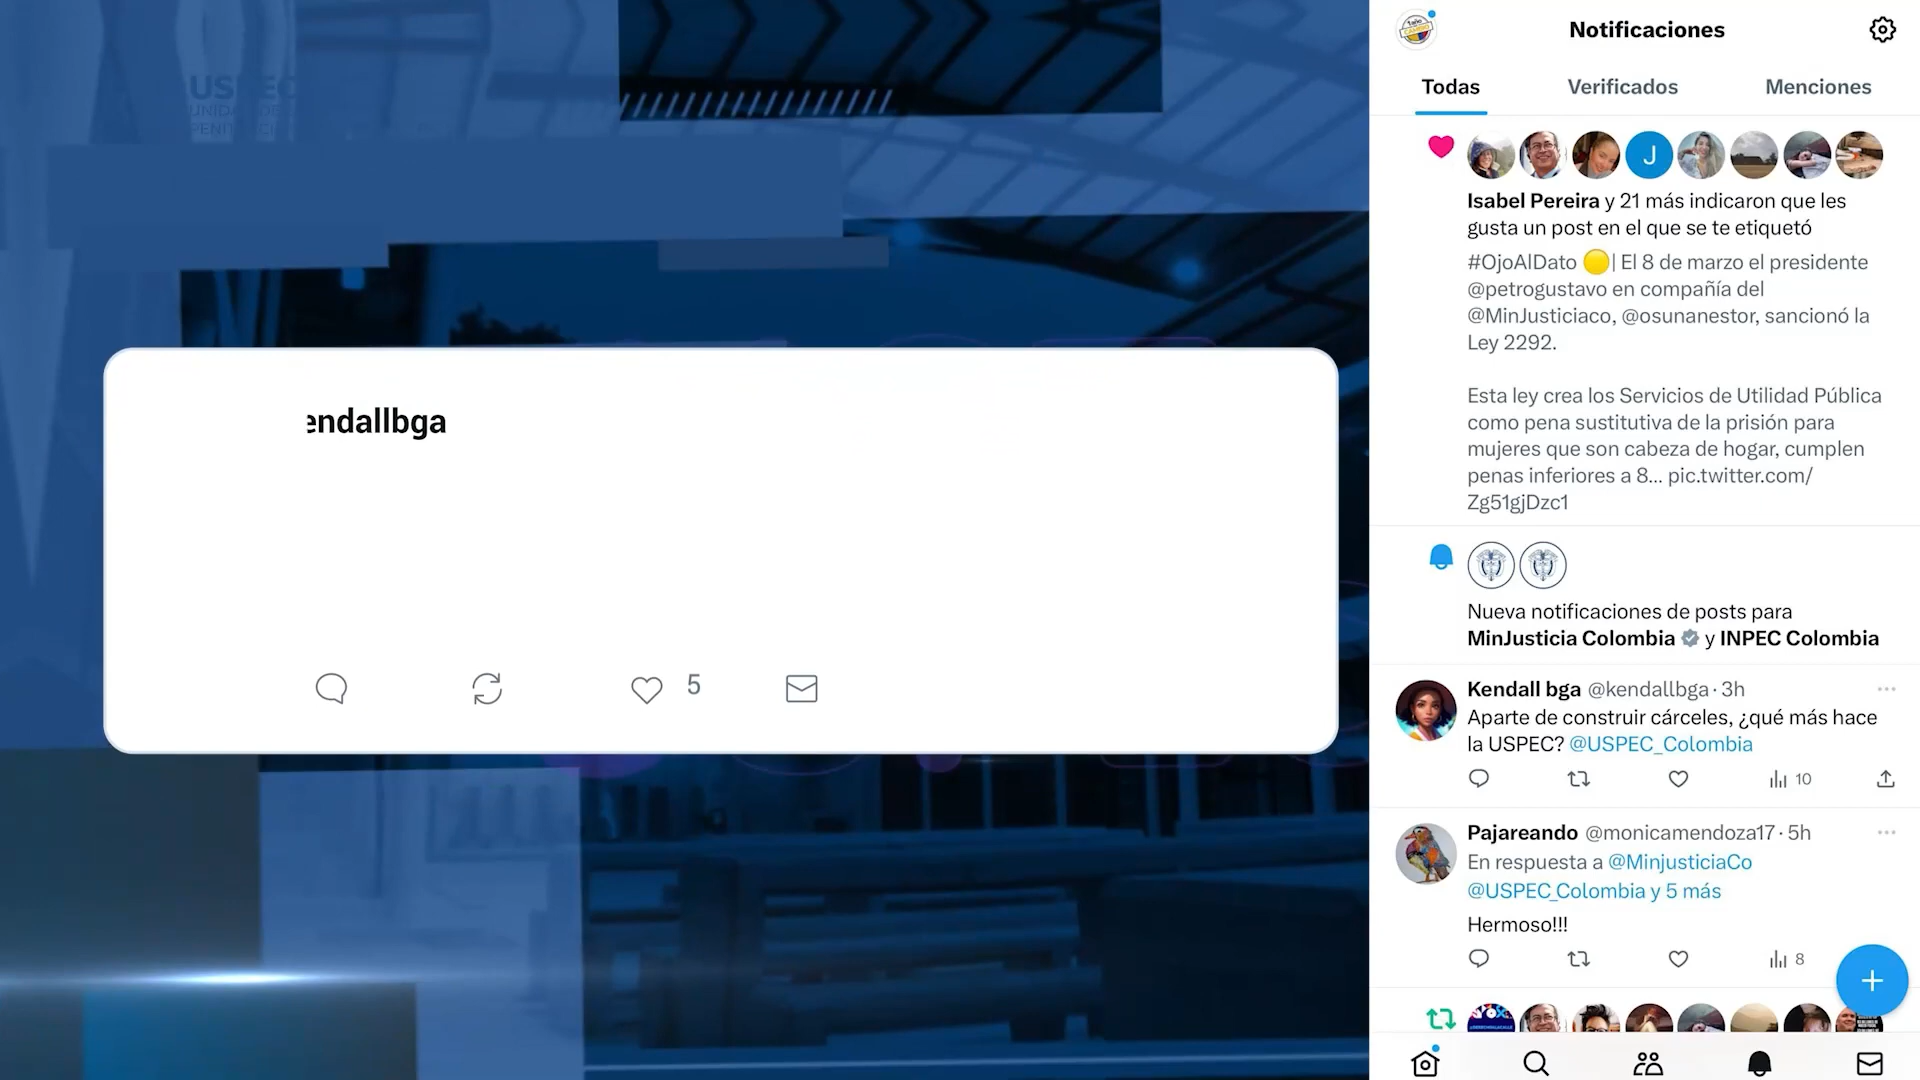 USPEC
endallbga
5
Notificaciones
Todas
Verificados
Menciones
J
Isabel Pereira y 21 más indicaron que les
gusta un post en el que se te etiquetó
#OjoAlDato 🟡| El 8 de marzo el presidente
@petrogustavo en compañía del
@MinJusticiaco, @osunanestor, sancionó la
Ley 2292.
Esta ley crea los Servicios de Utilidad Pública
como pena sustitutiva de la prisión para
mujeres que son cabeza de hogar, cumplen
penas inferiores a 8... pic.twitter.com/
Zg51gjDzc1
Nueva notificaciones de posts para
MinJusticia Colombia y INPEC Colombia
Kendall bga @kendallbga · 3h
Aparte de construir cárceles, ¿qué más hace
la USPEC? @USPEC_Colombia
10
Pajareando @monicamendoza17 · 5h
En respuesta a @MinjusticiaCo
@USPEC_Colombia y 5 más
Hermoso!!!
8